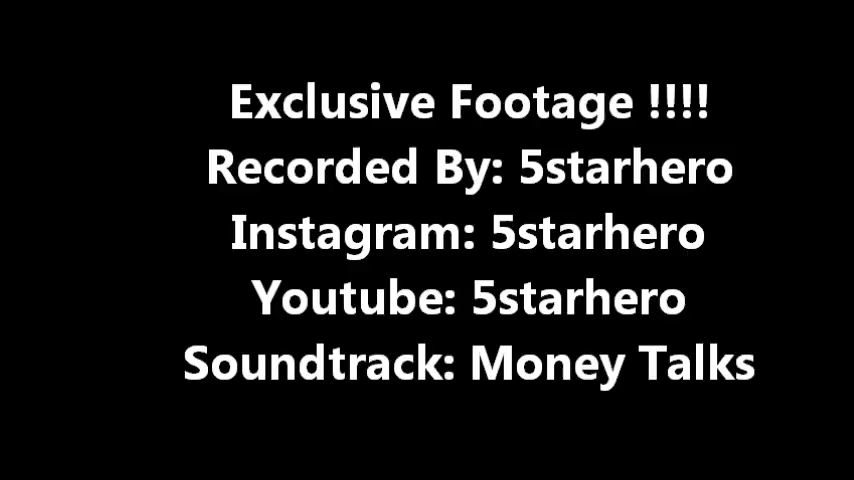 Exclusive Footage !!!!
Recorded By: 5starhero
Instagram: 5starhero
Youtube: 5starhero
Soundtrack: Money Talks